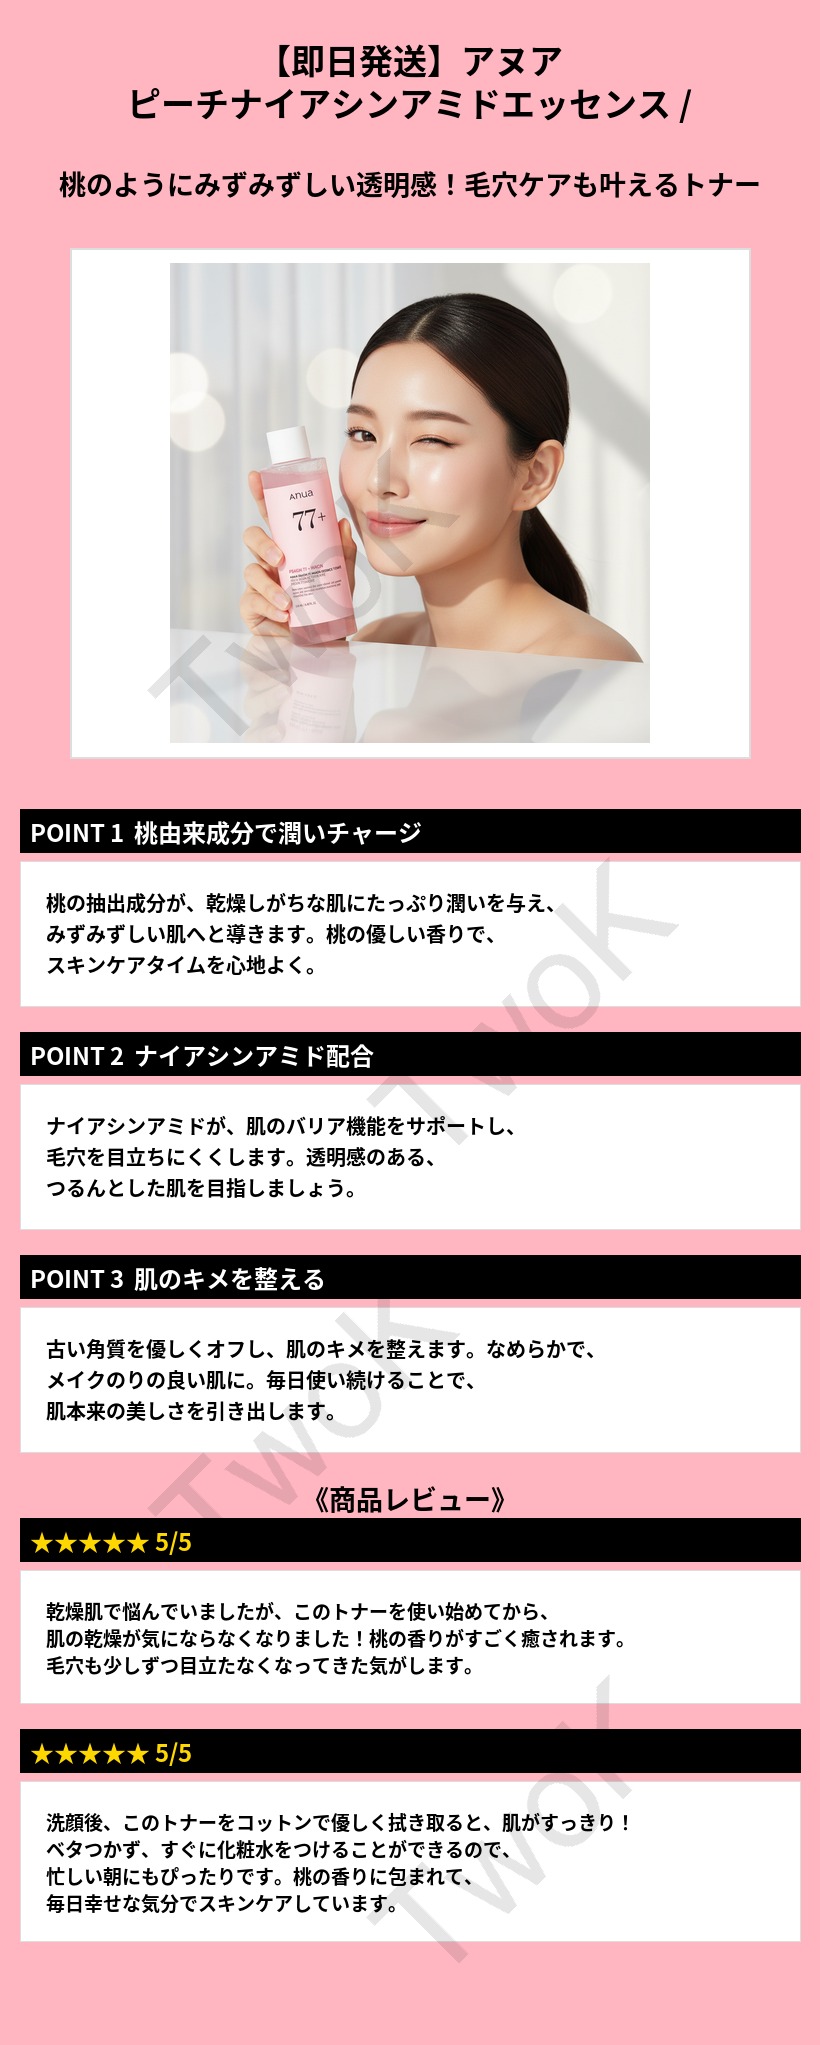 【即日発送】アヌア
ピーチナイアシンアミドエッセンス /
桃のようにみずみずしい透明感！毛穴ケアも叶えるトナー
Anua
77+
TwoK
POINT 1 桃由来成分で潤いチャージ
桃の抽出成分が、乾燥しがちな肌にたっぷり潤いを与え、
みずみずしい肌へと導きます。桃の優しい香りで、
スキンケアタイムを心地よく。
TwoK
POINT 2 ナイアシンアミド配合
ナイアシンアミドが、肌のバリア機能をサポートし、
毛穴を目立ちにくくします。透明感のある、
つるんとした肌を目指しましょう。
POINT 3 肌のキメを整える
古い角質を優しくオフし、肌のキメを整えます。なめらかで、
メイクのりの良い肌に。毎日使い続けることで、
肌本来の美しさを引き出します。
TwoK
《商品レビュー》
★★★★★ 5/5
乾燥肌で悩んでいましたが、このトナーを使い始めてから、
肌の乾燥が気にならなくなりました！桃の香りがすごく癒されます。
毛穴も少しずつ目立たなくなってきた気がします。
★★★★★ 5/5
洗顔後、このトナーをコットンで優しく拭き取ると、肌がすっきり！
ベタつかず、すぐに化粧水をつけることができるので、
忙しい朝にもぴったりです。桃の香りに包まれて、
毎日幸せな気分でスキンケアしています。
TwoK